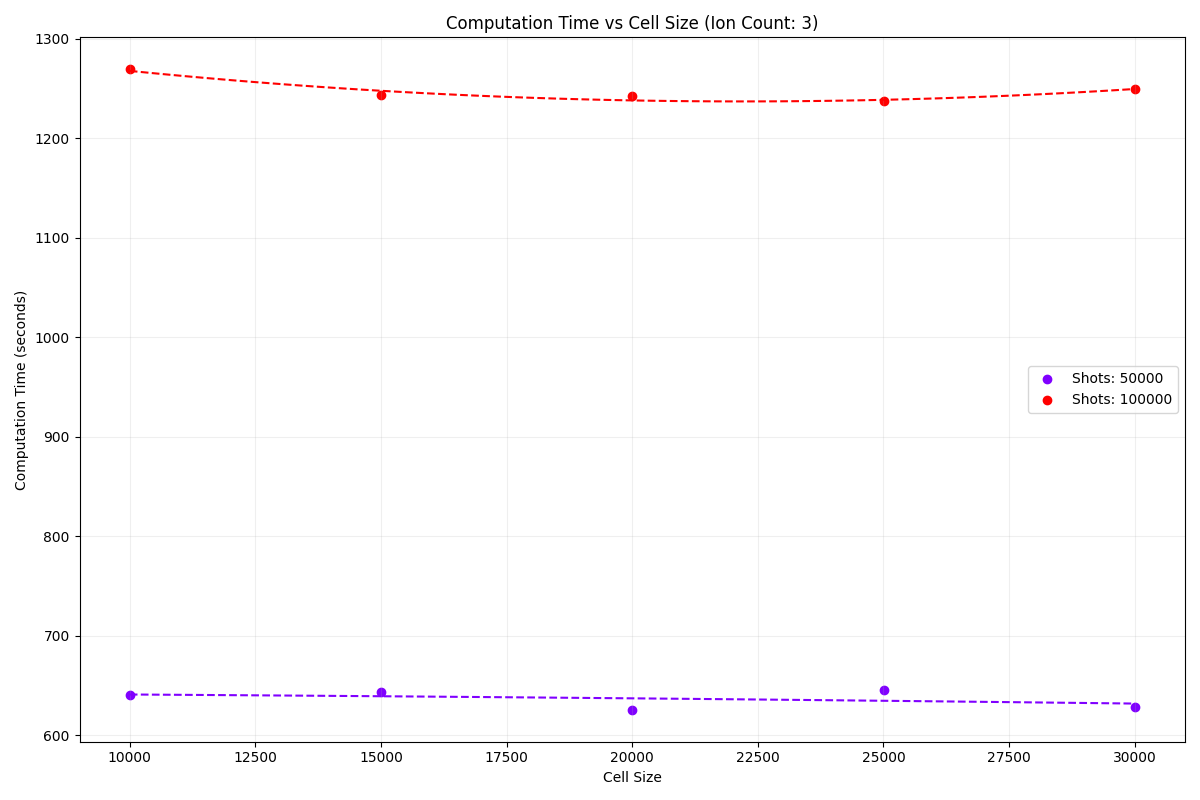 Computation Time vs Cell Size (Ion Count: 3)
Computation Time (seconds)
1300
1200
1100
1000
900
800
700
600
Shots: 50000
Shots: 100000
10000 12500 15000 17500 20000 22500 25000 27500 30000
Cell Size